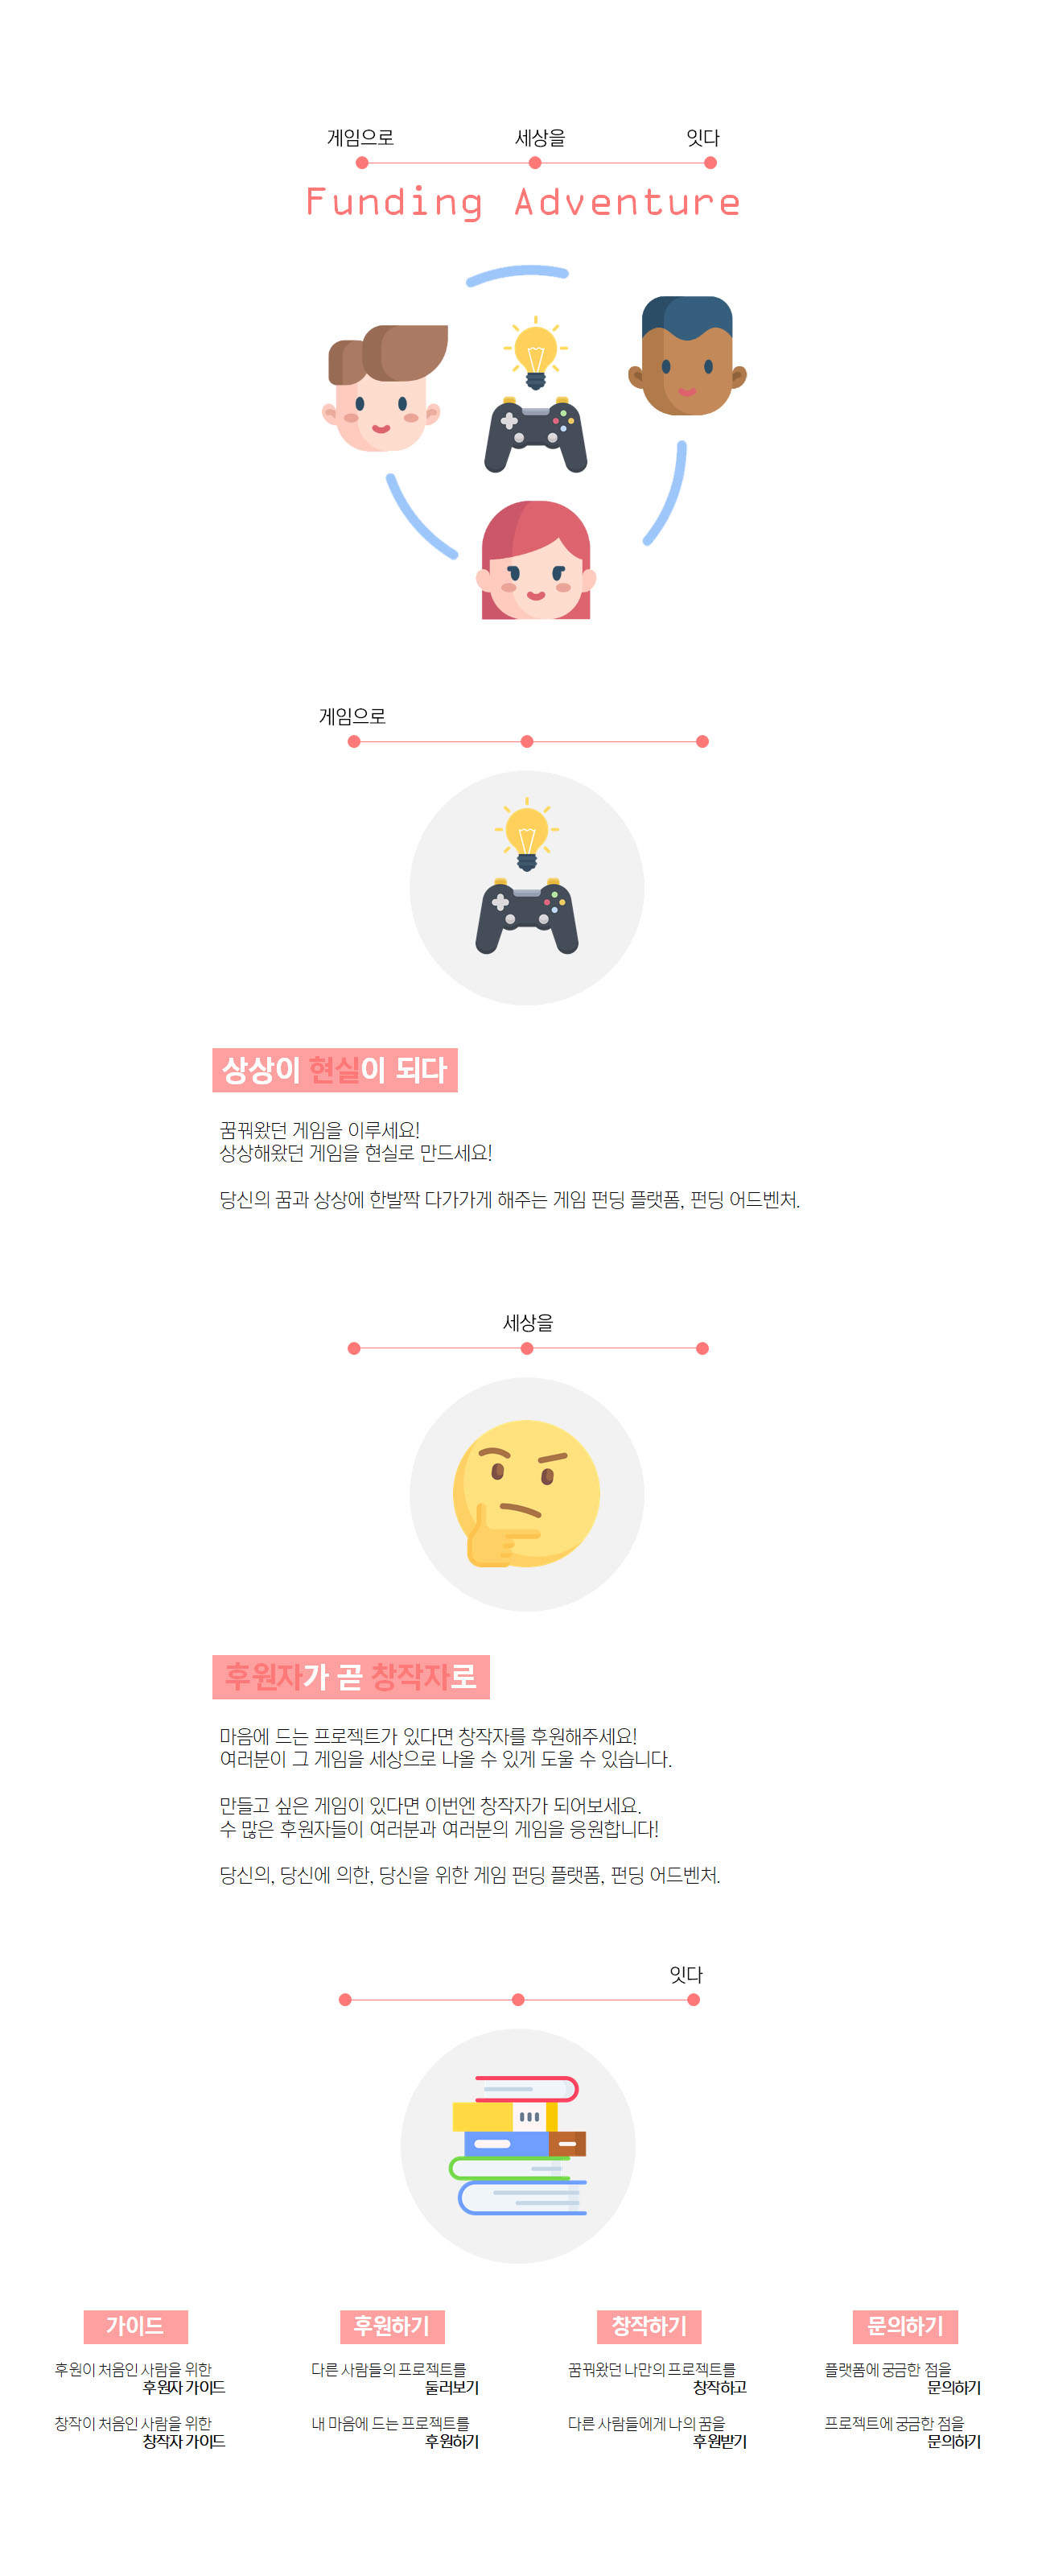 게임으로 세상을 잇다
Funding Adventure
게임으로
상상이 현실이 되다
꿈꿔왔던 게임을 이루세요!
상상해왔던 게임을 현실로 만드세요!
당신의 꿈과 상상에 한발짝 다가가게 해주는 게임 펀딩 플랫폼, 펀딩 어드벤처.
세상을
후원자가 곧 창작자로
마음에 드는 프로젝트가 있다면 창작자를 후원해주세요!
여러분이 그 게임을 세상으로 나올 수 있게 도울 수 있습니다.
만들고 싶은 게임이 있다면 이번엔 창작자가 되어보세요.
수 많은 후원자들이 여러분과 여러분의 게임을 응원합니다!
당신의, 당신에 의한, 당신을 위한 게임 펀딩 플랫폼, 펀딩 어드벤처.
잇다
가이드
후원이 처음인 사람을 위한
후원자 가이드
창작이 처음인 사람을 위한
창작자 가이드
후원하기
다른 사람들의 프로젝트를
둘러보기
내 마음에 드는 프로젝트를
후원하기
창작하기
꿈꿔왔던 나만의 프로젝트를
창작하고
다른 사람들에게 나의 꿈을
후원받기
문의하기
플랫폼에 궁금한 점을
문의하기
프로젝트에 궁금한 점을
문의하기